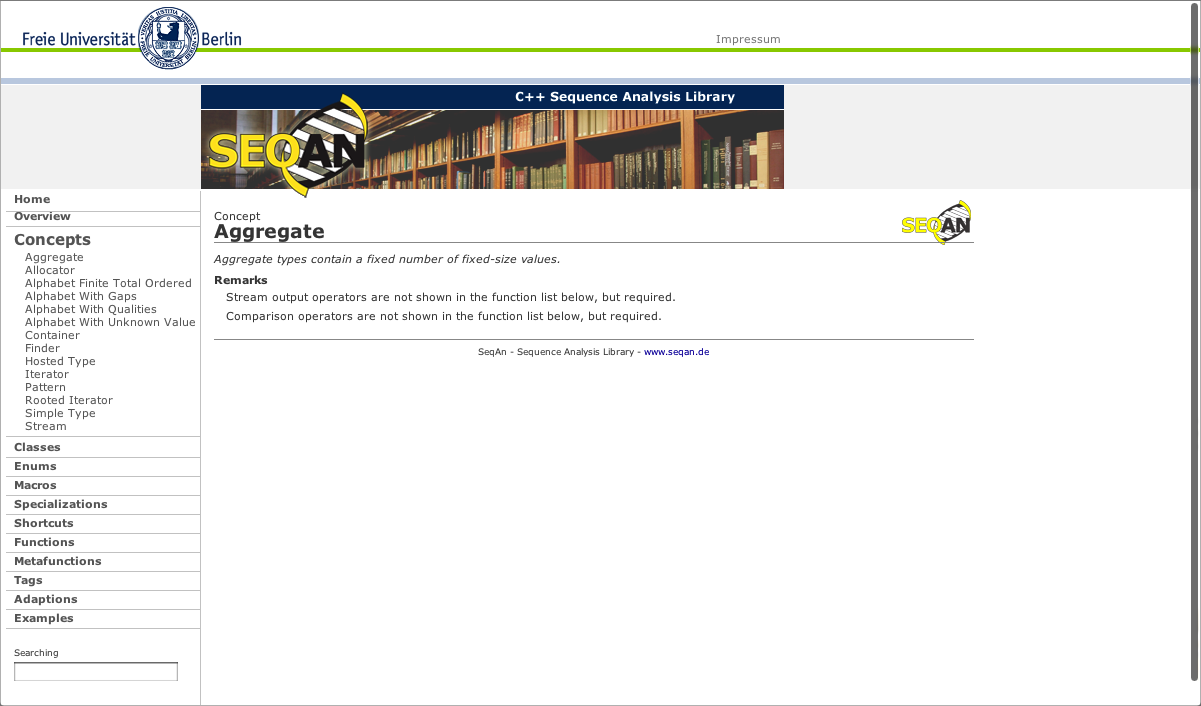 Freie Universität Berlin
Impressum
C++ Sequence Analysis Library
SEQAN
Home
Overview
Concepts
Aggregate
Allocator
Alphabet Finite Total Ordered
Alphabet With Gaps
Alphabet With Qualities
Alphabet With Unknown Value
Container
Finder
Hosted Type
Iterator
Pattern
Rooted Iterator
Simple Type
Stream
Classes
Enums
Macros
Specializations
Shortcuts
Functions
Metafunctions
Tags
Adaptions
Examples
Searching
Concept
Aggregate
SEQAN
Aggregate types contain a fixed number of fixed-size values.
Remarks
Stream output operators are not shown in the function list below, but required.
Comparison operators are not shown in the function list below, but required.
SeqAn - Sequence Analysis Library - www.seqan.de